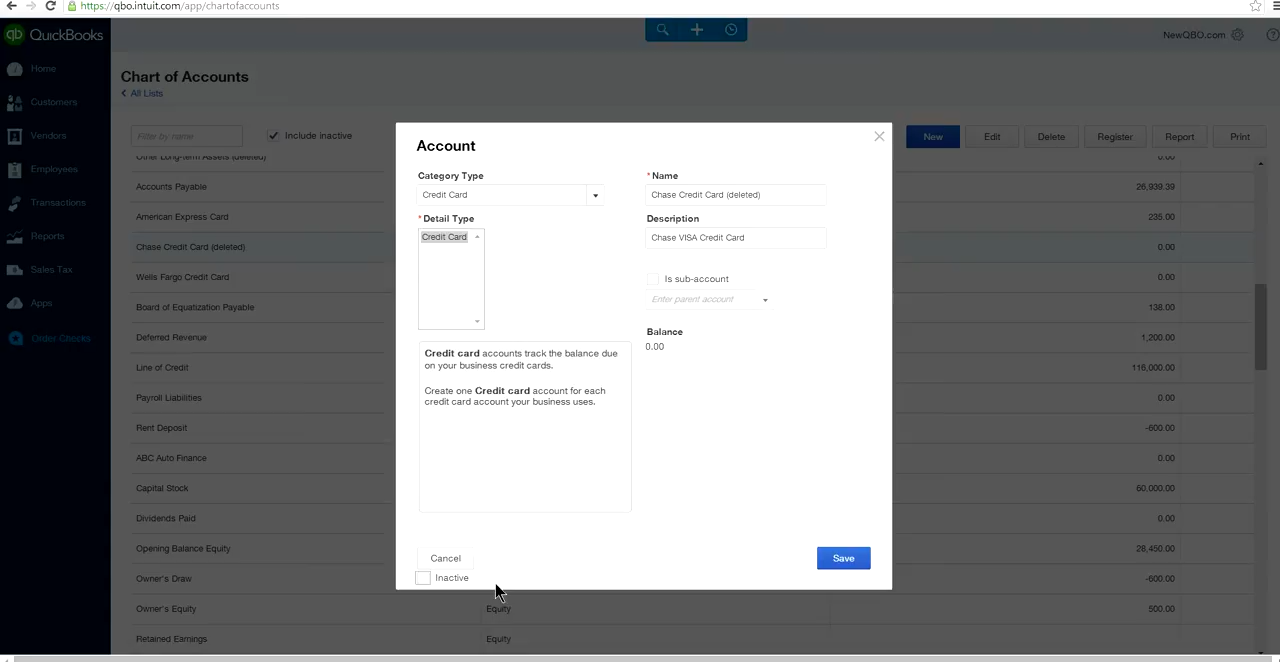 https://qbo.intuit.com/app/chartofaccounts
qb QuickBooks
NewQBO.com
?
Home
Customers
Vendors
Employees
Transactions
Reports
Sales Tax
Apps
Order Checks
Chart of Accounts
All Lists
Filter by name
Include inactive
New Edit Delete Register Report Print
Other Long-term Assets (deleted) 0.00
Accounts Payable 26,939.39
American Express Card 235.00
Chase Credit Card (deleted) 0.00
Wells Fargo Credit Card 0.00
Board of Equatization Payable 138.00
Deferred Revenue 1,200.00
Line of Credit 116,000.00
Payroll Liabilities 0.00
Rent Deposit -600.00
ABC Auto Finance 0.00
Capital Stock 60,000.00
Dividends Paid 0.00
Opening Balance Equity 28,450.00
Owner's Draw -600.00
Owner's Equity Equity 500.00
Retained Earnings Equity
Account
Category Type
Credit Card
* Detail Type
Credit Card
Credit card accounts track the balance due
on your business credit cards.
Create one Credit card account for each
credit card account your business uses.
* Name
Chase Credit Card (deleted)
Description
Chase VISA Credit Card
Is sub-account
Enter parent account
Balance
0.00
Cancel
Save
Inactive